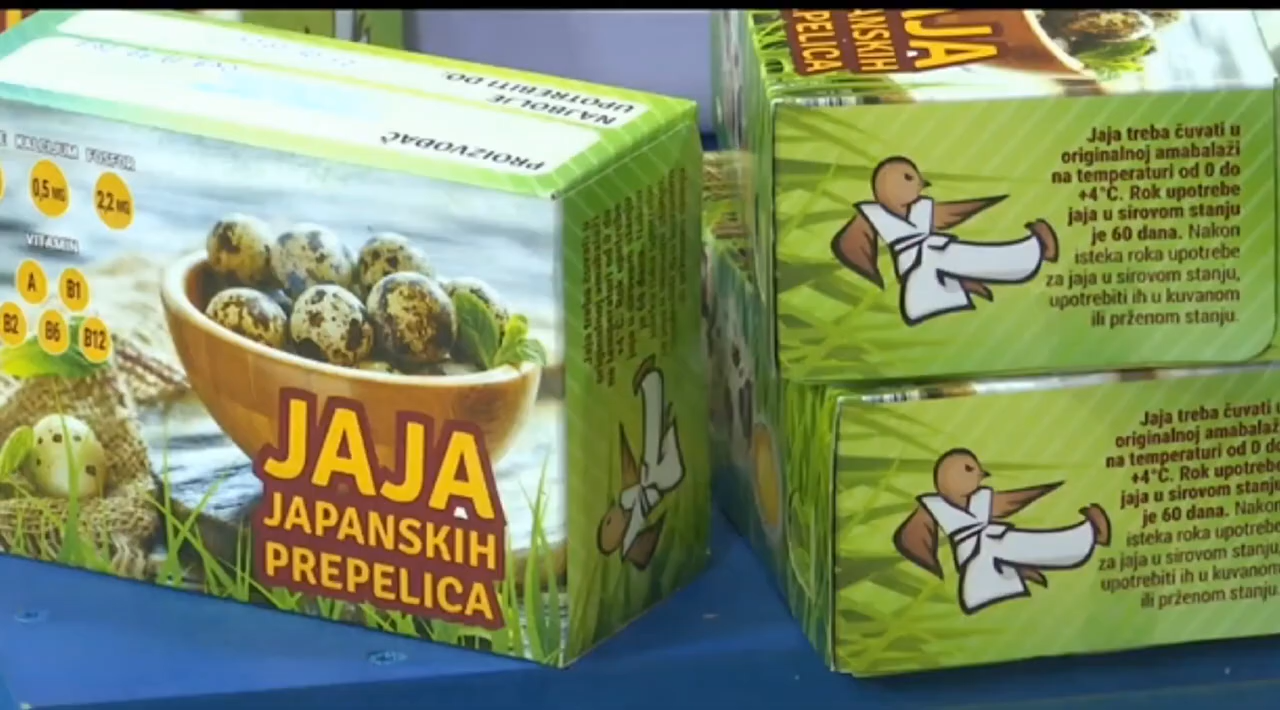 NAJBOLJE
UPOTREBITI DO:
PROIZVOĐAČ
KALCIJUM FOSFOR
0,5 MG
2,2 MG
VITAMIN
A
B1
B2
B6
B12
JAJA
JAPANSKIH
PREPELICA
JAJA
JAPANSKIH
PREPELICA
Jaja treba čuvati u
originalnoj amabalaži
na temperaturi od 0 do
+4°C. Rok upotrebe
jaja u sirovom stanju
je 60 dana. Nakon
isteka roka upotrebe
za jaja u sirovom stanju,
upotrebiti ih u kuvanom
ili prženom stanju.
Jaja treba čuvati
originalnoj amabalaž
na temperaturi od 0 do
+4°C. Rok upotrebe
jaja u sirovom stanju
je 60 dana. Nakon
isteka roka upotrebe
za jaja u sirovom stanju
upotrebiti ih u kuvanom
ili prženom stanju.